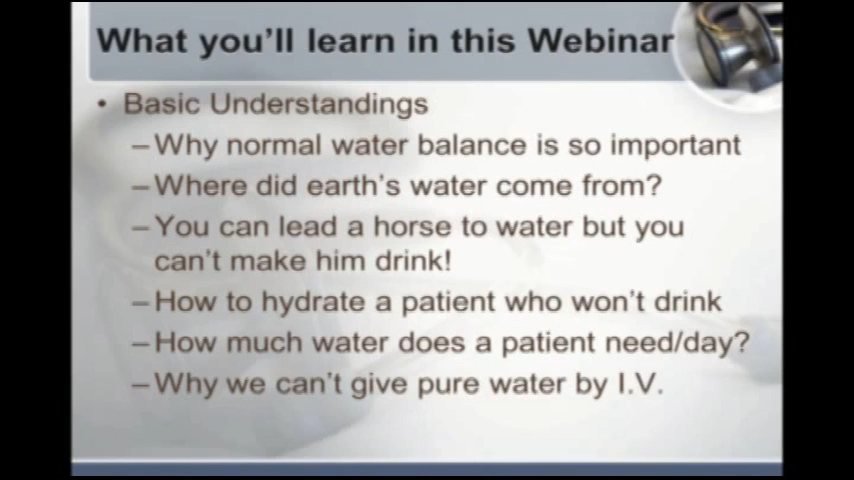 What you'll learn in this Webinar
• Basic Understandings
–Why normal water balance is so important
–Where did earth's water come from?
–You can lead a horse to water but you
can't make him drink!
–How to hydrate a patient who won't drink
–How much water does a patient need/day?
–Why we can't give pure water by I.V.